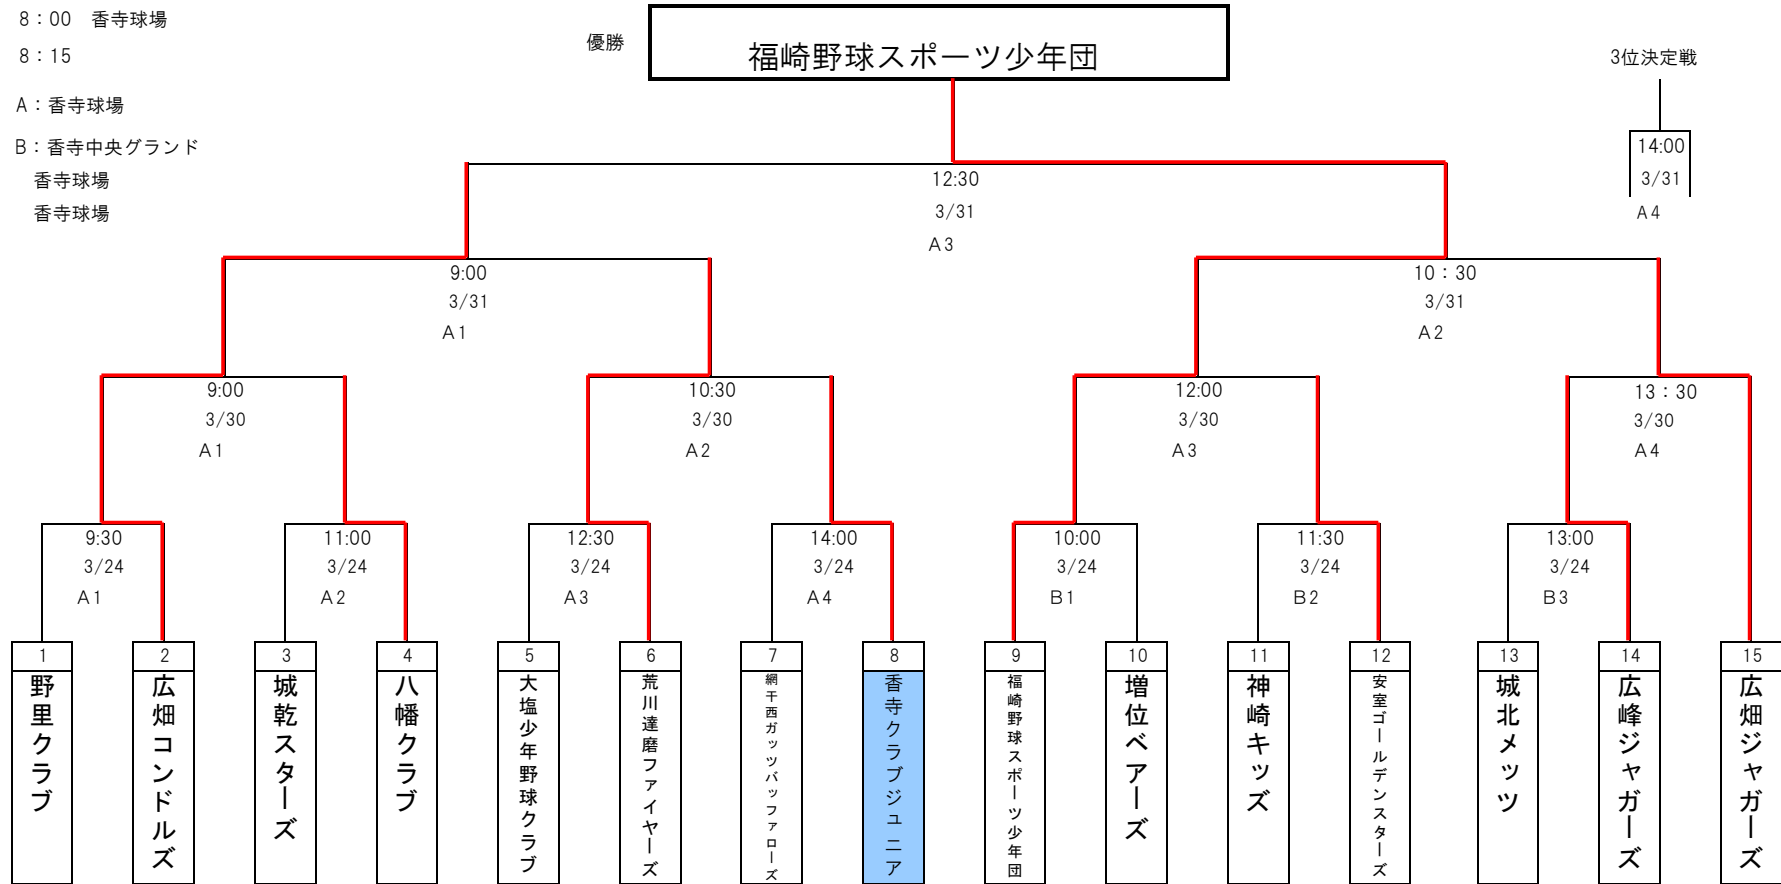 8：00　香寺球場
8：15
A：香寺球場
B：香寺中央グランド
香寺球場
香寺球場
優勝
福崎野球スポーツ少年団
3位決定戦
14:00
3/31
A4
12:30
3/31
A3
9:00
3/31
A1
10：30
3/31
A2
9:00
3/30
A1
10:30
3/30
A2
12:00
3/30
A3
13：30
3/30
A4
9:30
3/24
A1
11:00
3/24
A2
12:30
3/24
A3
14:00
3/24
A4
10:00
3/24
B1
11:30
3/24
B2
13:00
3/24
B3
1
野里クラブ
2
広畑コンドルズ
3
城乾スターズ
4
八幡クラブ
5
大塩少年野球クラブ
6
荒川達磨ファイヤーズ
7
網干西ガッツバッファローズ
8
香寺クラブジュニア
9
福崎野球スポーツ少年団
10
増位ベアーズ
11
神崎キッズ
12
安室ゴールデンスターズ
13
城北メッツ
14
広峰ジャガーズ
15
広畑ジャガーズ